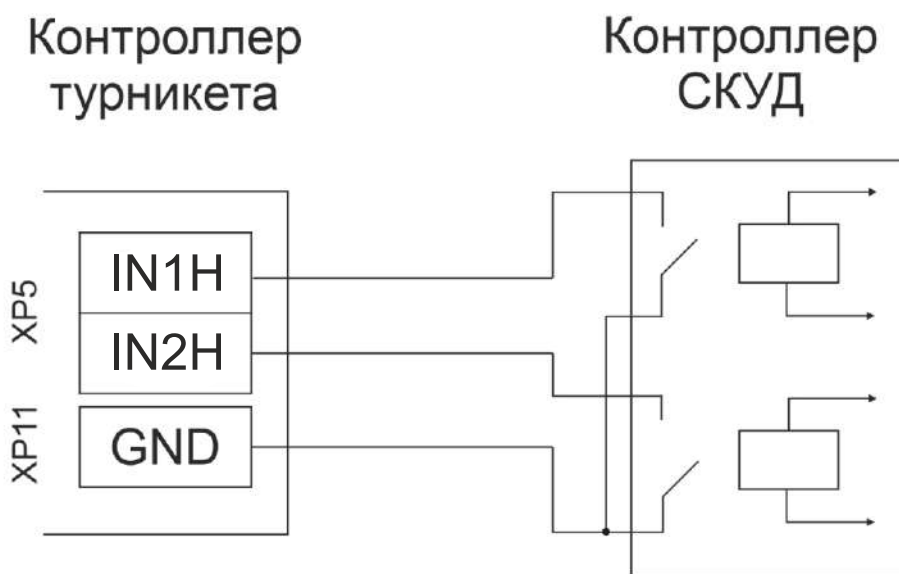 Контроллер
турникета
Контроллер
СКУД
XP5
IN1H
IN2H
XP11
GND